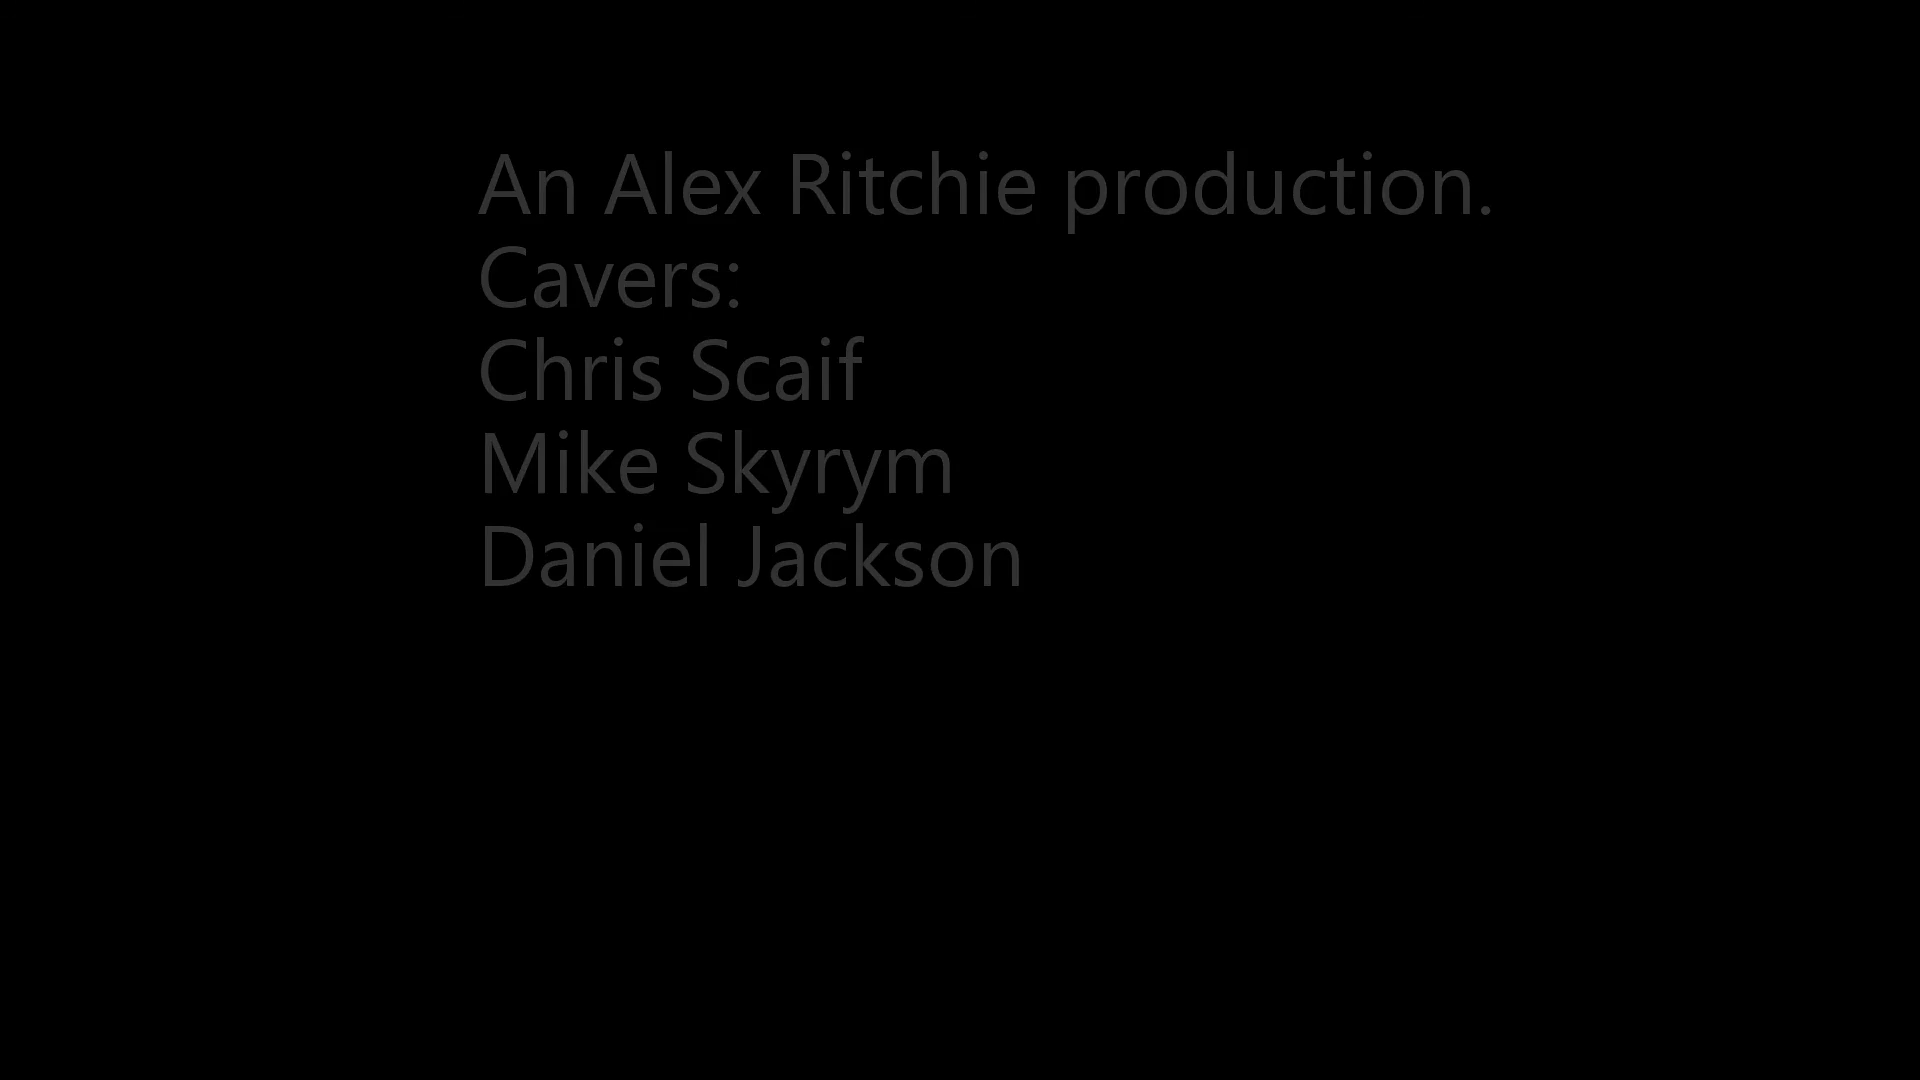 An Alex Ritchie production.
Cavers:
Chris Scaif
Mike Skyrym
Daniel Jackson